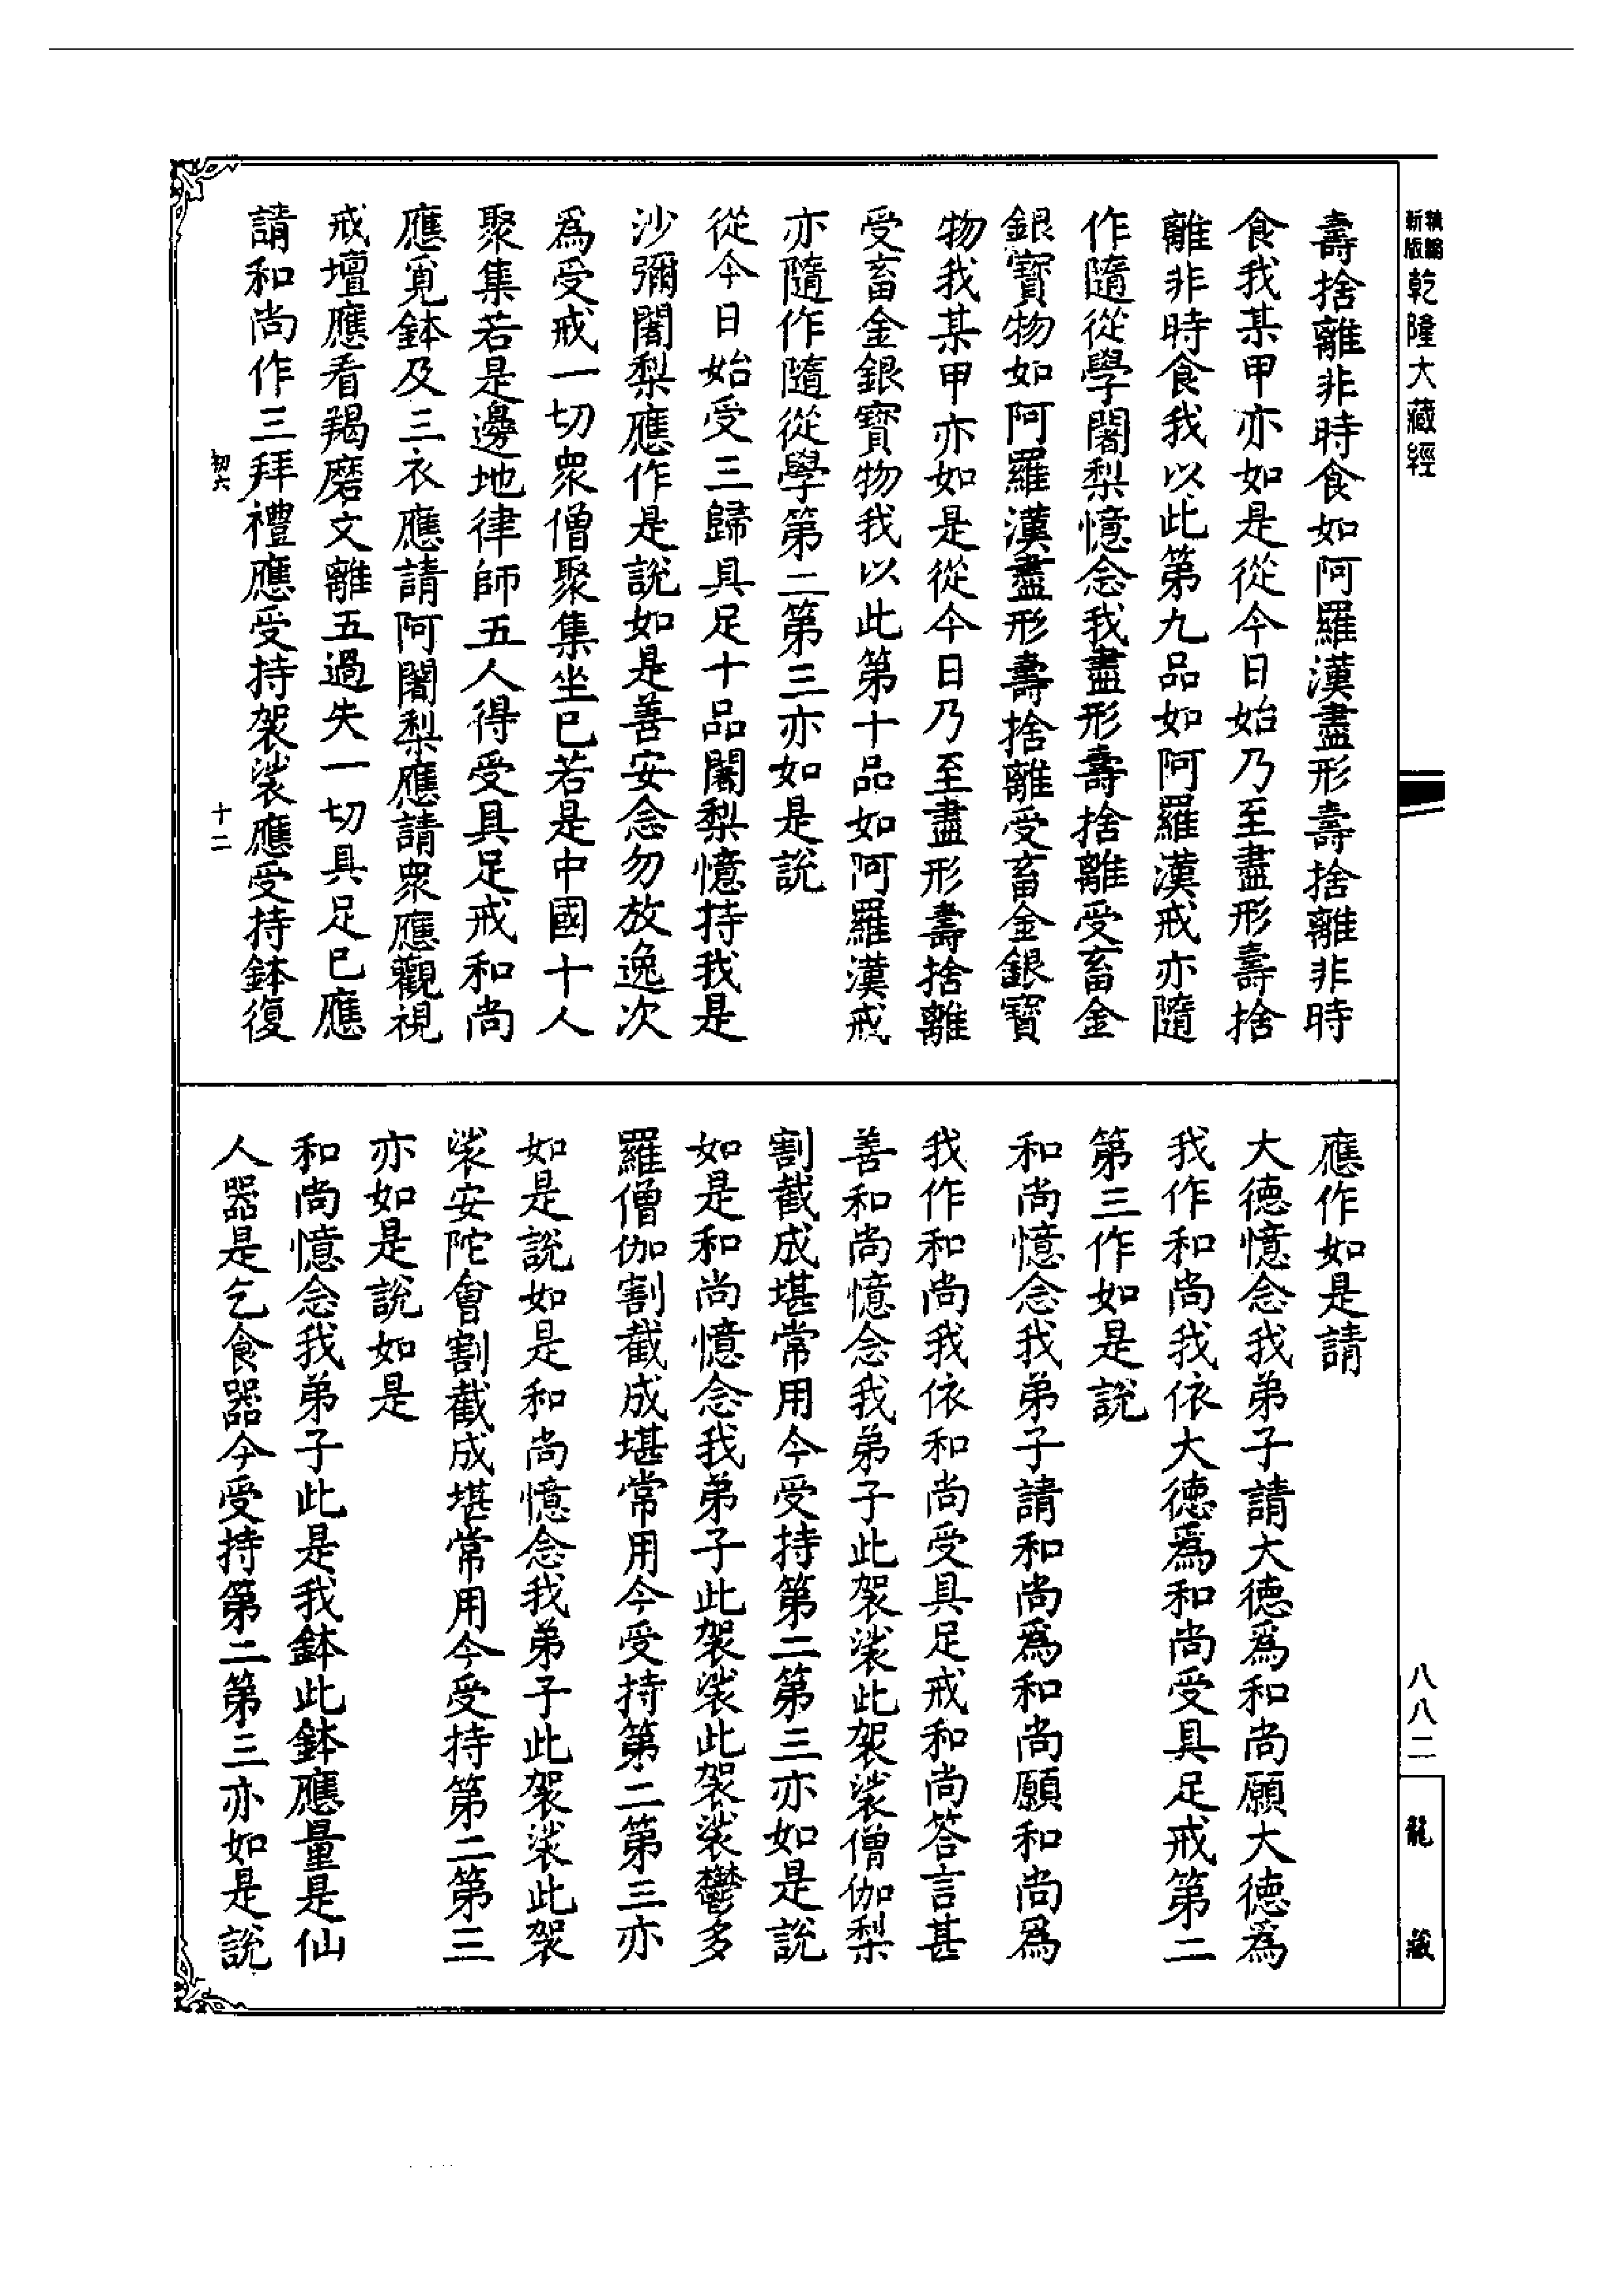 新版精縮乾隆大藏經
壽捨離非時食如阿羅漢盡形壽捨離非時
食我某甲亦如是從今日始乃至盡形壽捨
離非時食我以此第九品如阿羅漢戒亦隨
作隨從學闍梨憶念我盡形壽捨離受畜金
銀寶物如阿羅漢盡形壽捨離受畜金銀寶
物我某甲亦如是從今日乃至盡形壽捨離
受畜金銀寶物我以此第十品如阿羅漢戒
亦隨作隨從學第二第三亦如是說
從今日始受三歸具足十品闍梨憶持我是
沙彌闍梨應作是說如是善安念勿放逸次
爲受戒一切衆僧聚集坐已若是中國十人
聚集若是邊地律師五人得受具足戒和尚
應覓鉢及三衣應請阿闍梨應請衆應觀視
戒壇應看羯磨文離五過失一切具足已應
請和尚作三拜禮應受持袈裟應受持鉢復
初六
十二
應作如是請
大德憶念我弟子請大德爲和尚願大德爲
我作和尚我依大德爲和尚受具足戒第二
第三作如是說
和尚憶念我弟子請和尚爲和尚願和尚爲
我作和尚我依和尚受具足戒和尚答言甚
善和尚憶念我弟子此袈裟此袈裟僧伽梨
割截成堪常用今受持第二第三亦如是說
如是和尚憶念我弟子此袈裟此袈裟鬱多
羅僧伽割截成堪常用今受持第二第三亦
如是說如是和尚憶念我弟子此袈裟此袈
裟安陀會割截成堪常用今受持第二第三
亦如是說如是
和尚憶念我弟子此是我鉢此鉢應量是仙
人器是乞食器今受持第二第三亦如是說
八八二
龍藏